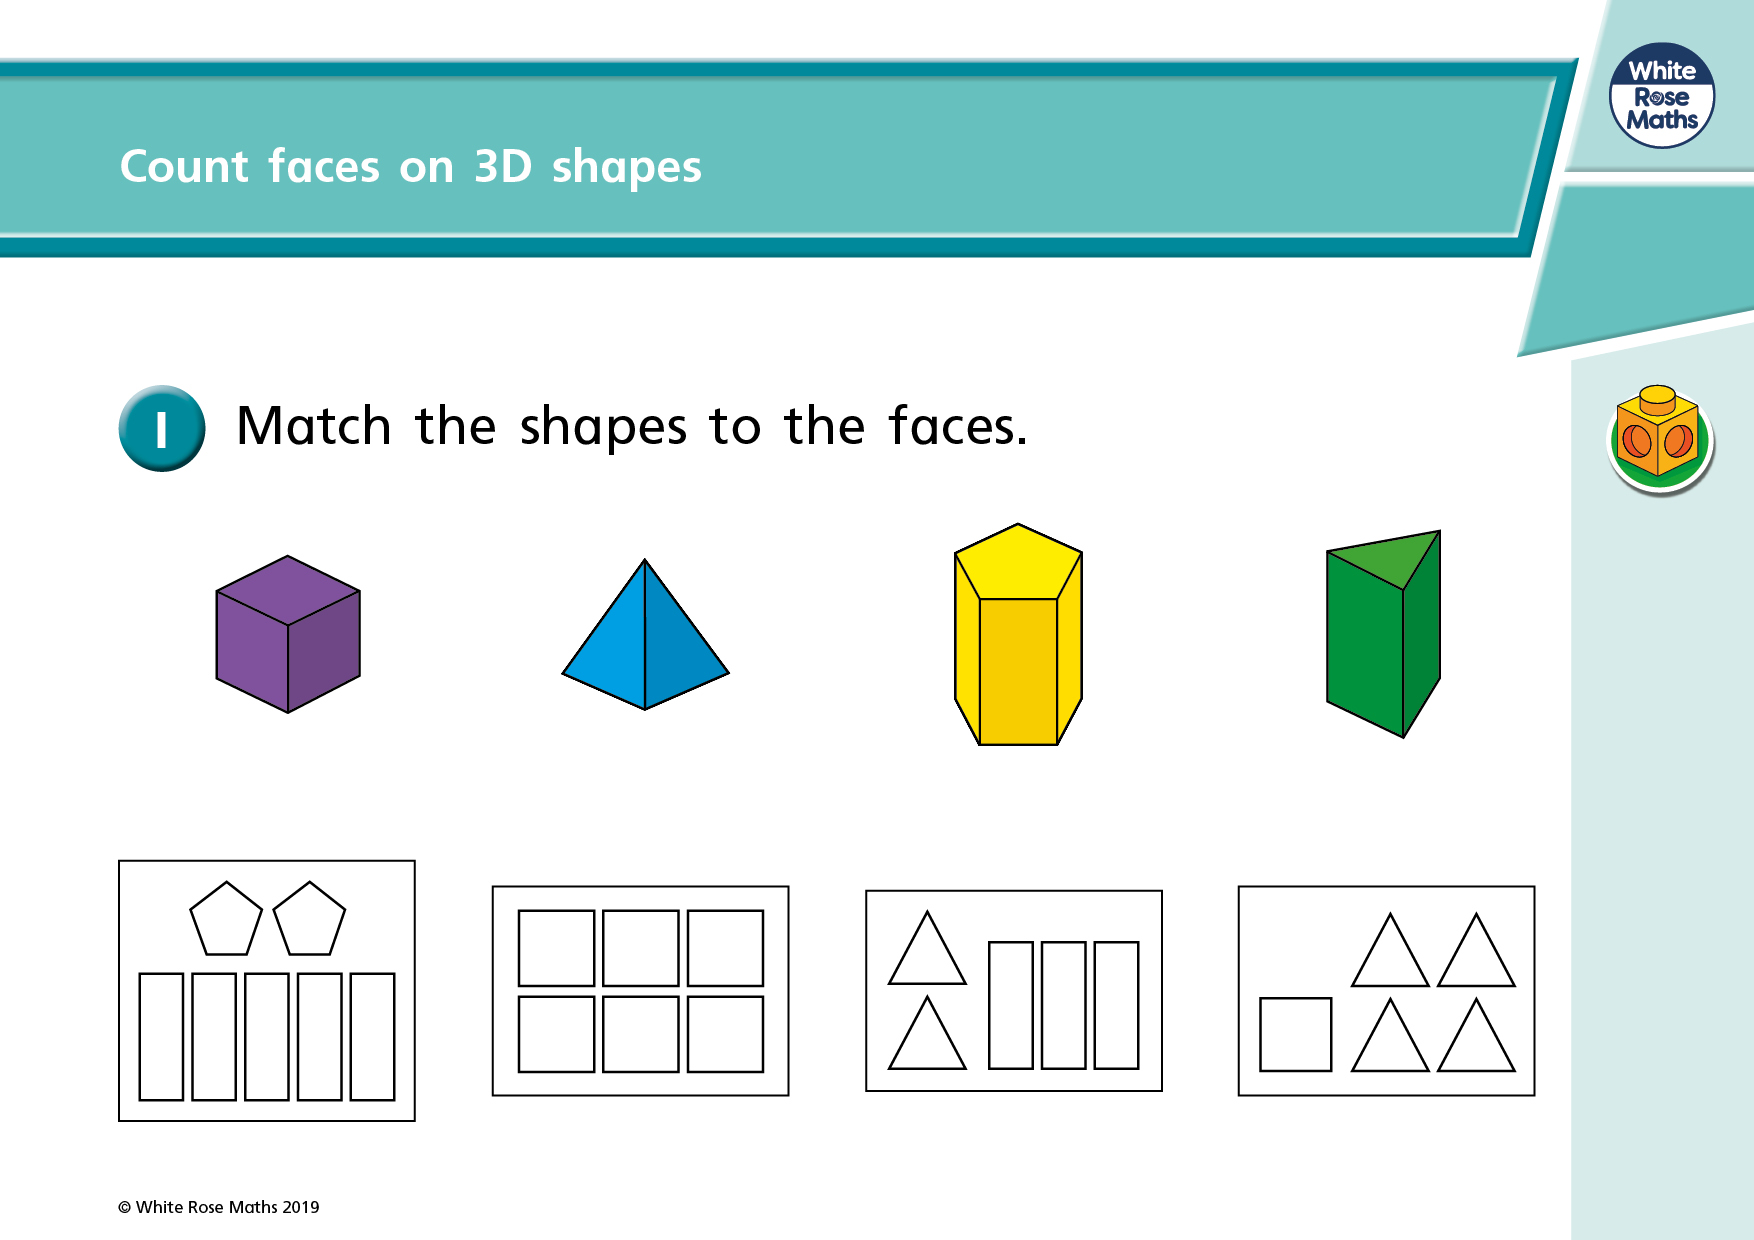 White
Rose
Maths
Count faces on 3D shapes
1 Match the shapes to the faces.
© White Rose Maths 2019